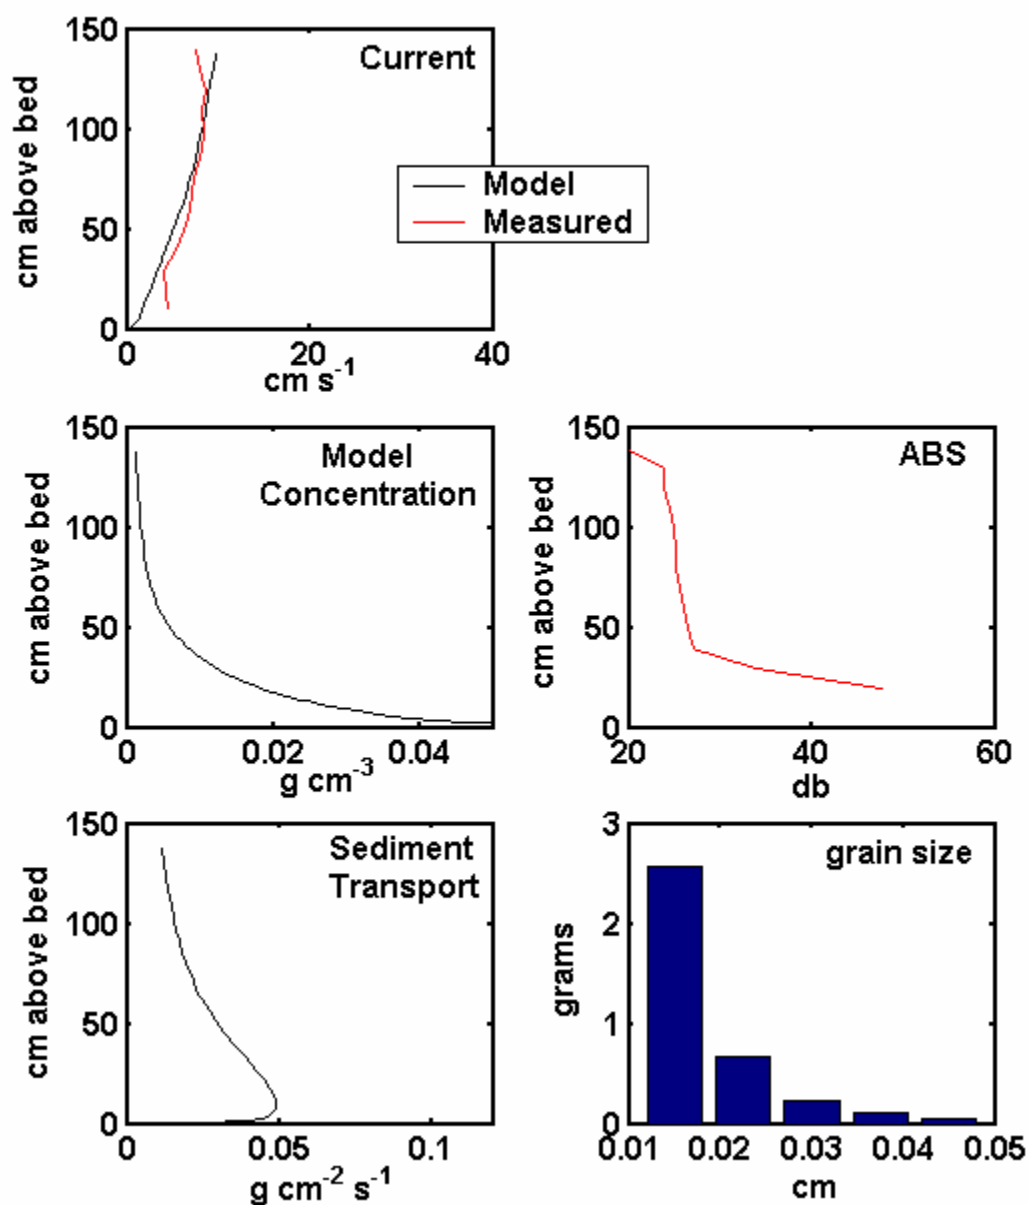 150
Current
100
cm above bed
Model
50
Measured
0
0 20 40
cm s⁻¹
150 150
Model ABS
Concentration
100 100
cm above bed cm above bed
50 50
0 0
0 0.02 0.04 20 40 60
g cm⁻³ db
150 3
Sediment grain size
Transport
100 2
cm above bed grams
50 1
0 0
0 0.05 0.1 0.01 0.02 0.03 0.04 0.05
g cm⁻² s⁻¹ cm